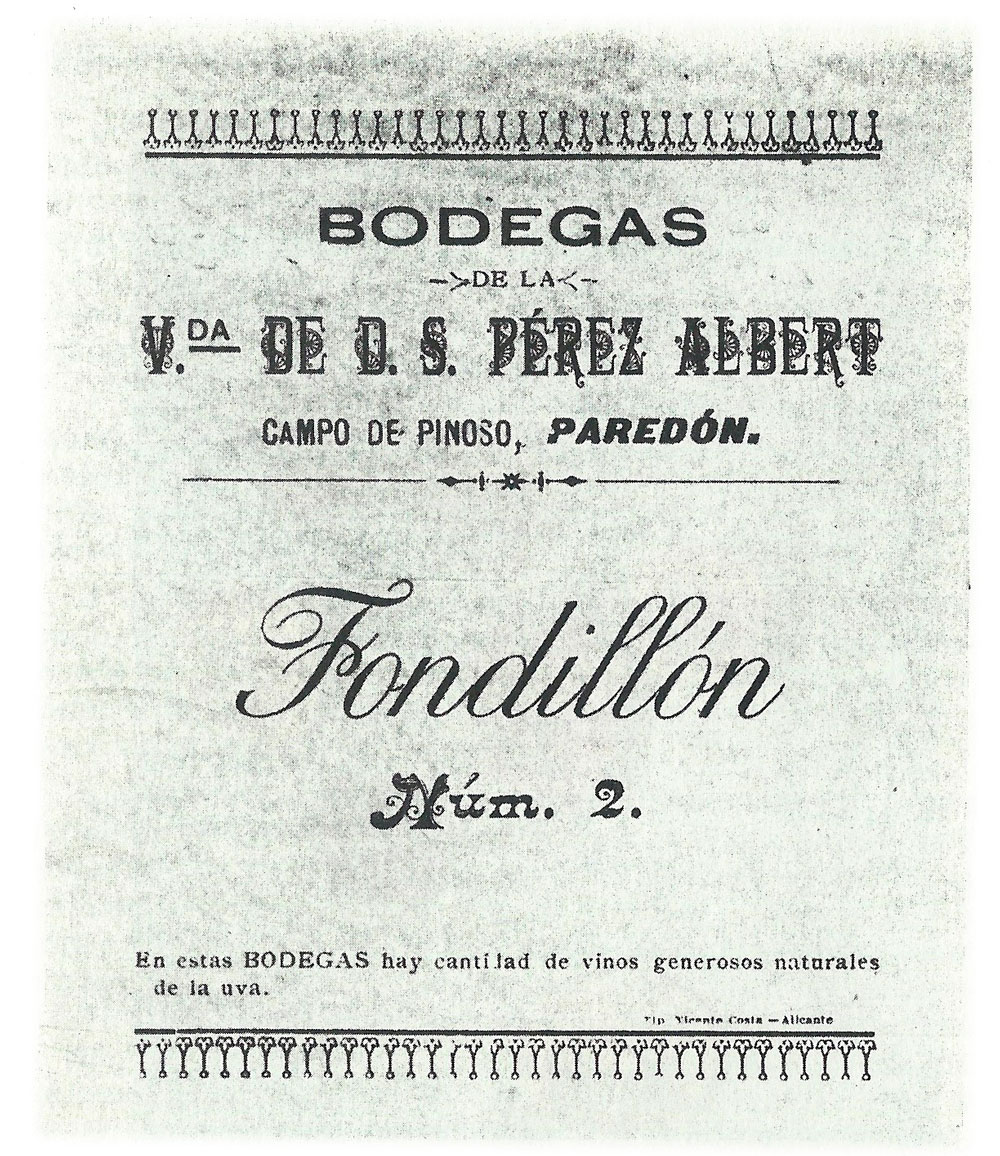 BODEGAS
DE LA
V.DA DE D. S. PÉREZ ALBERT
CAMPO DE PINOSO, PAREDÓN.
Fondillón
Núm. 2.
En estas BODEGAS hay cantidad de vinos generosos naturales
de la uva.
Tip. Vicente Costa — Alicante